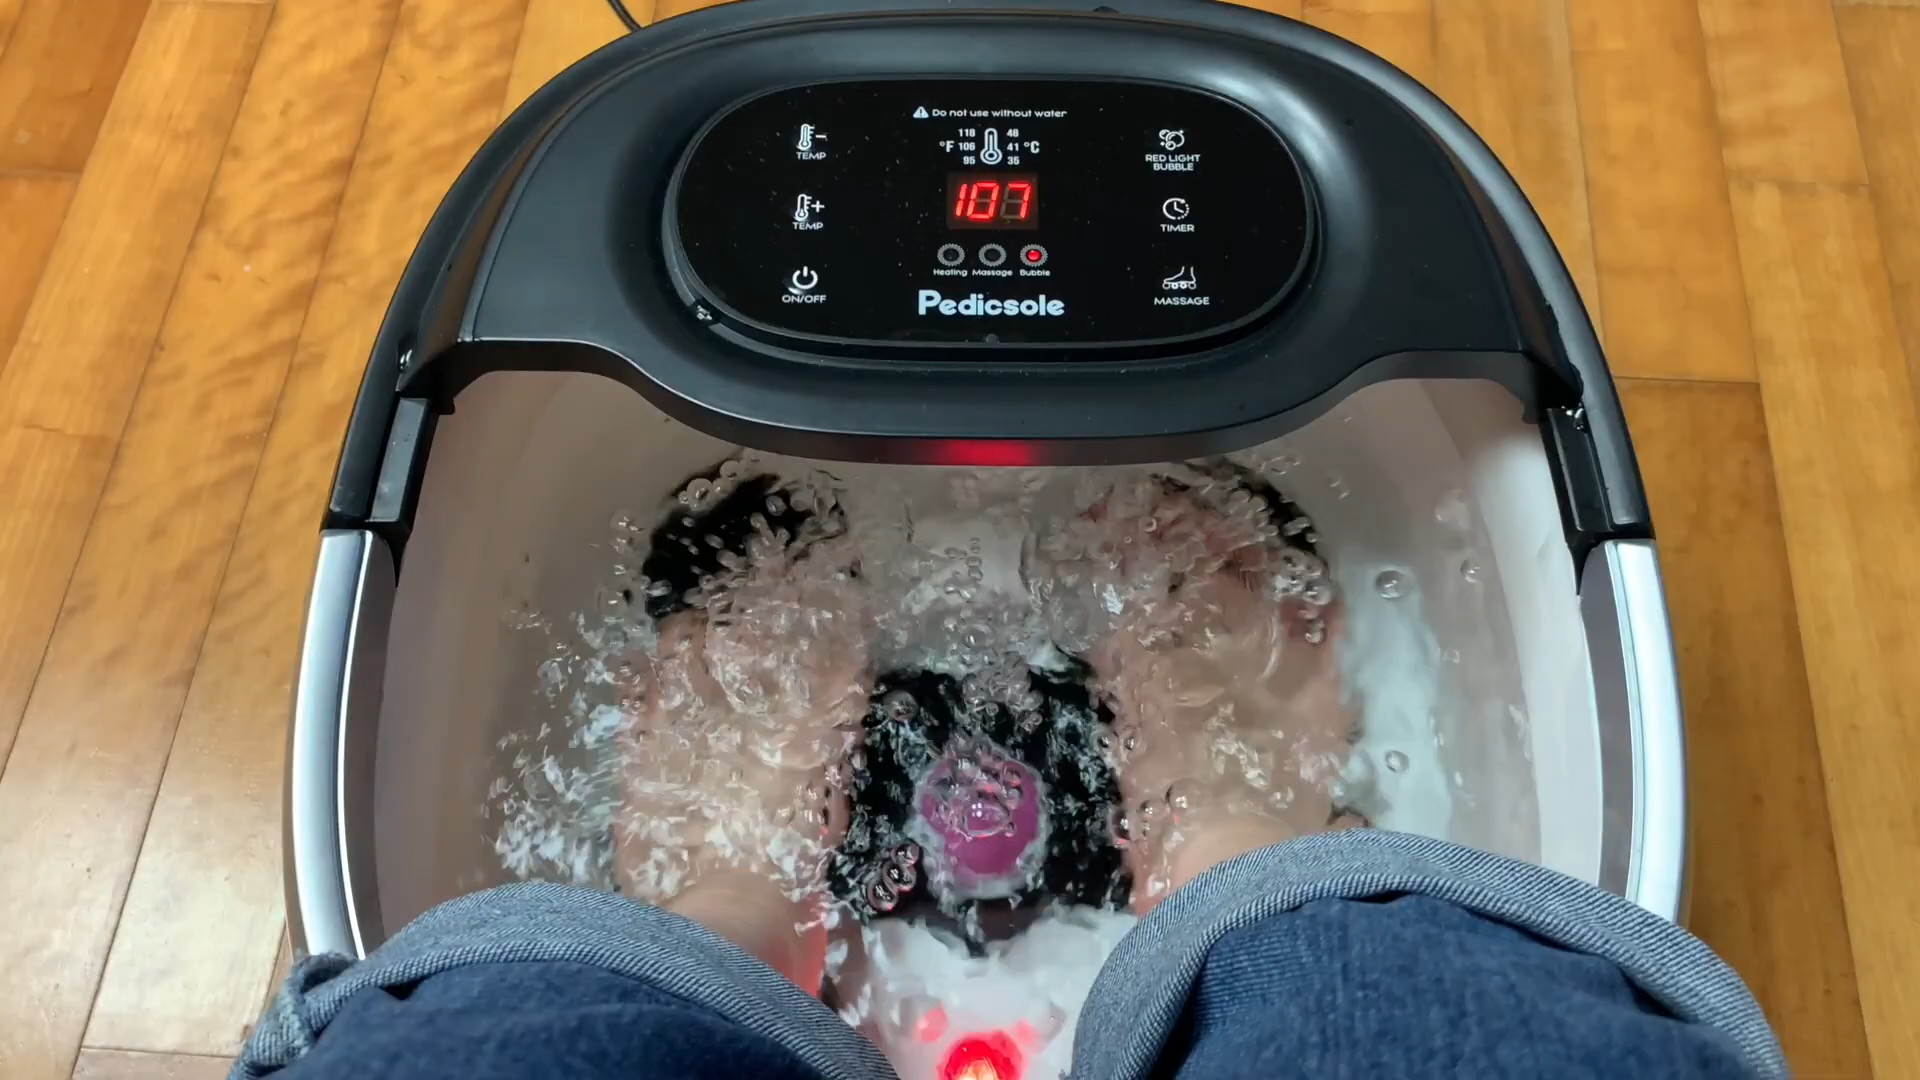 Do not use without water
118 48
°F 106 41 °C
95 35
TEMP
RED LIGHT
BUBBLE
107
TEMP
TIMER
Heating Massage Bubble
ON/OFF
Pedicsole
MASSAGE